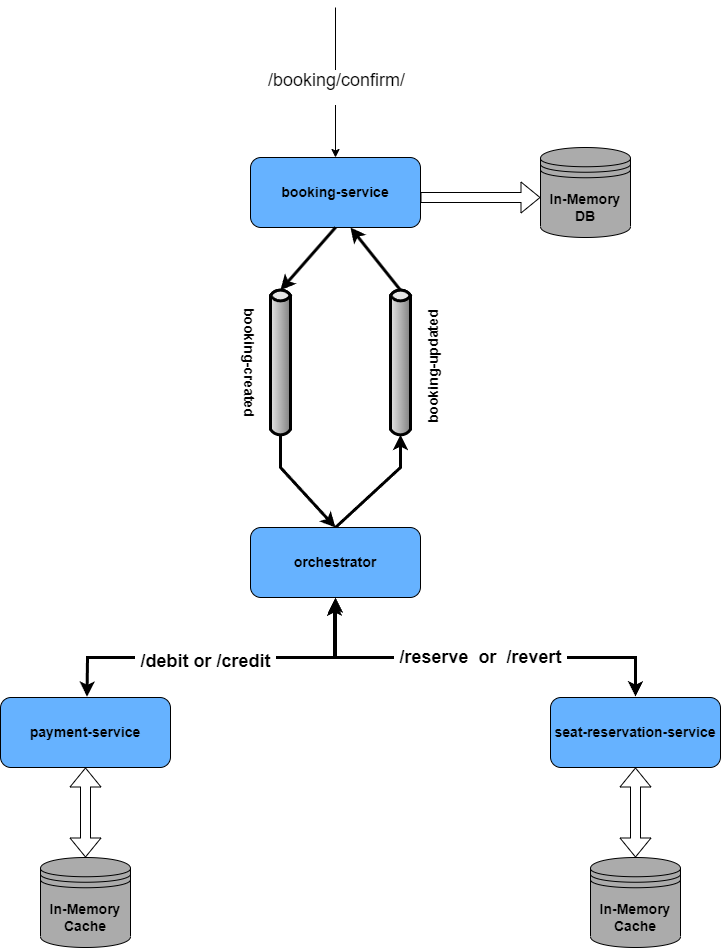 /booking/confirm/
booking-service
In-Memory
DB
booking-created
booking-updated
orchestrator
/debit or /credit
/reserve or /revert
payment-service
seat-reservation-service
In-Memory
Cache
In-Memory
Cache